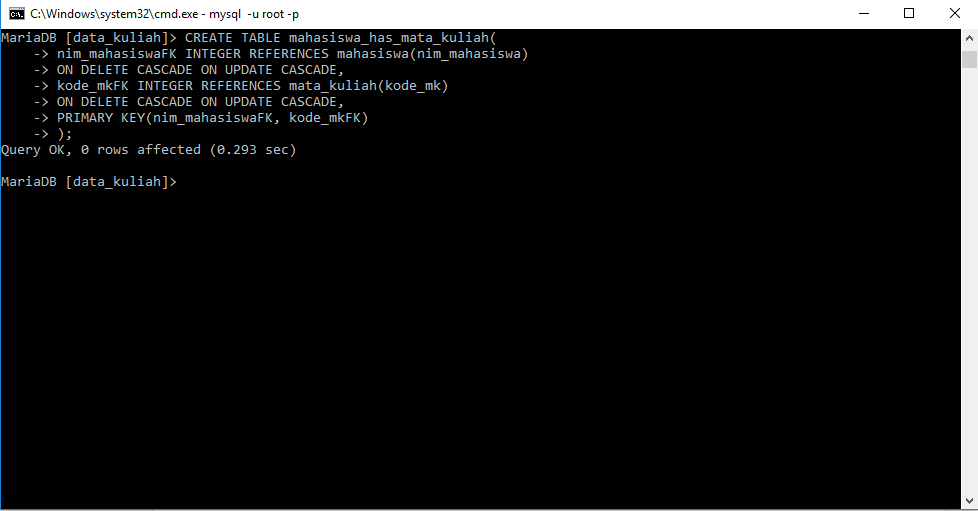 C:\Windows\system32\cmd.exe - mysql  -u root -p
MariaDB [data_kuliah]> CREATE TABLE mahasiswa_has_mata_kuliah(
    -> nim_mahasiswaFK INTEGER REFERENCES mahasiswa(nim_mahasiswa)
    -> ON DELETE CASCADE ON UPDATE CASCADE,
    -> kode_mkFK INTEGER REFERENCES mata_kuliah(kode_mk)
    -> ON DELETE CASCADE ON UPDATE CASCADE,
    -> PRIMARY KEY(nim_mahasiswaFK, kode_mkFK)
    -> );
Query OK, 0 rows affected (0.293 sec)
MariaDB [data_kuliah]>